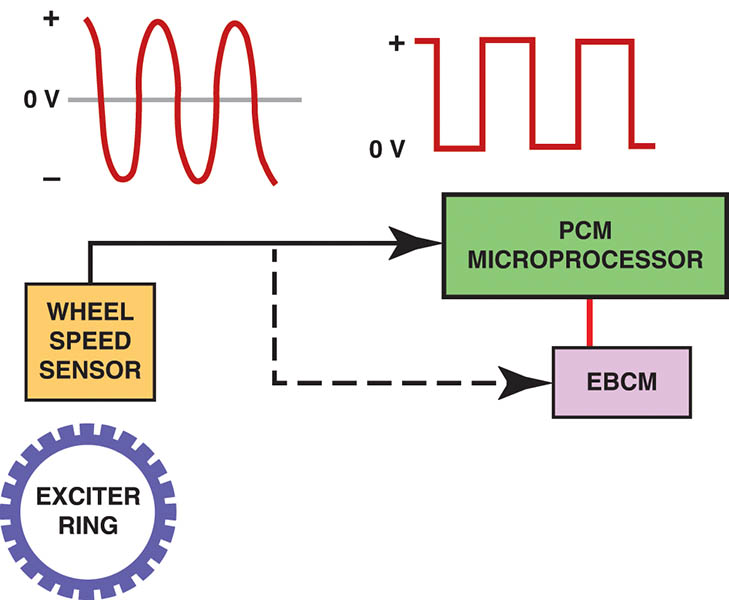 +
0 V
–
+
0 V
PCM
MICROPROCESSOR
WHEEL
SPEED
SENSOR
EBCM
EXCITER
RING